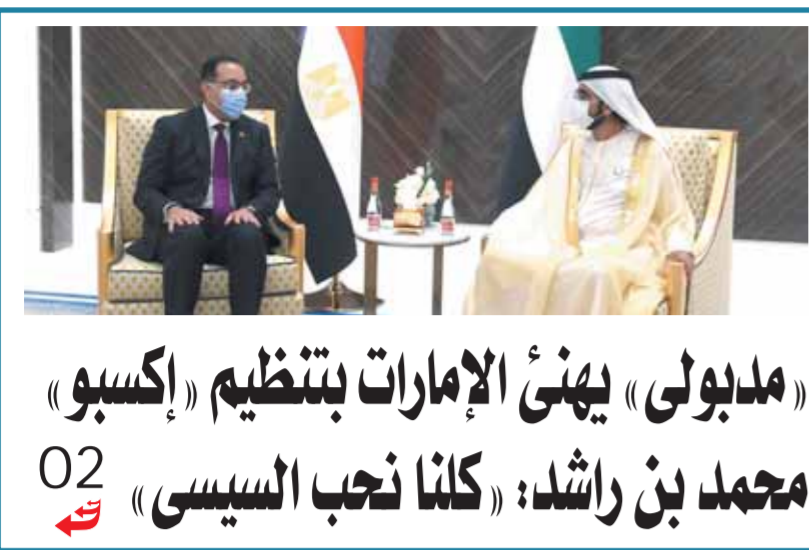 «مدبولى» يهنئ الإمارات بتنظيم «إكسبو»
محمد بن راشد: «كلنا نحب السيسى»
02